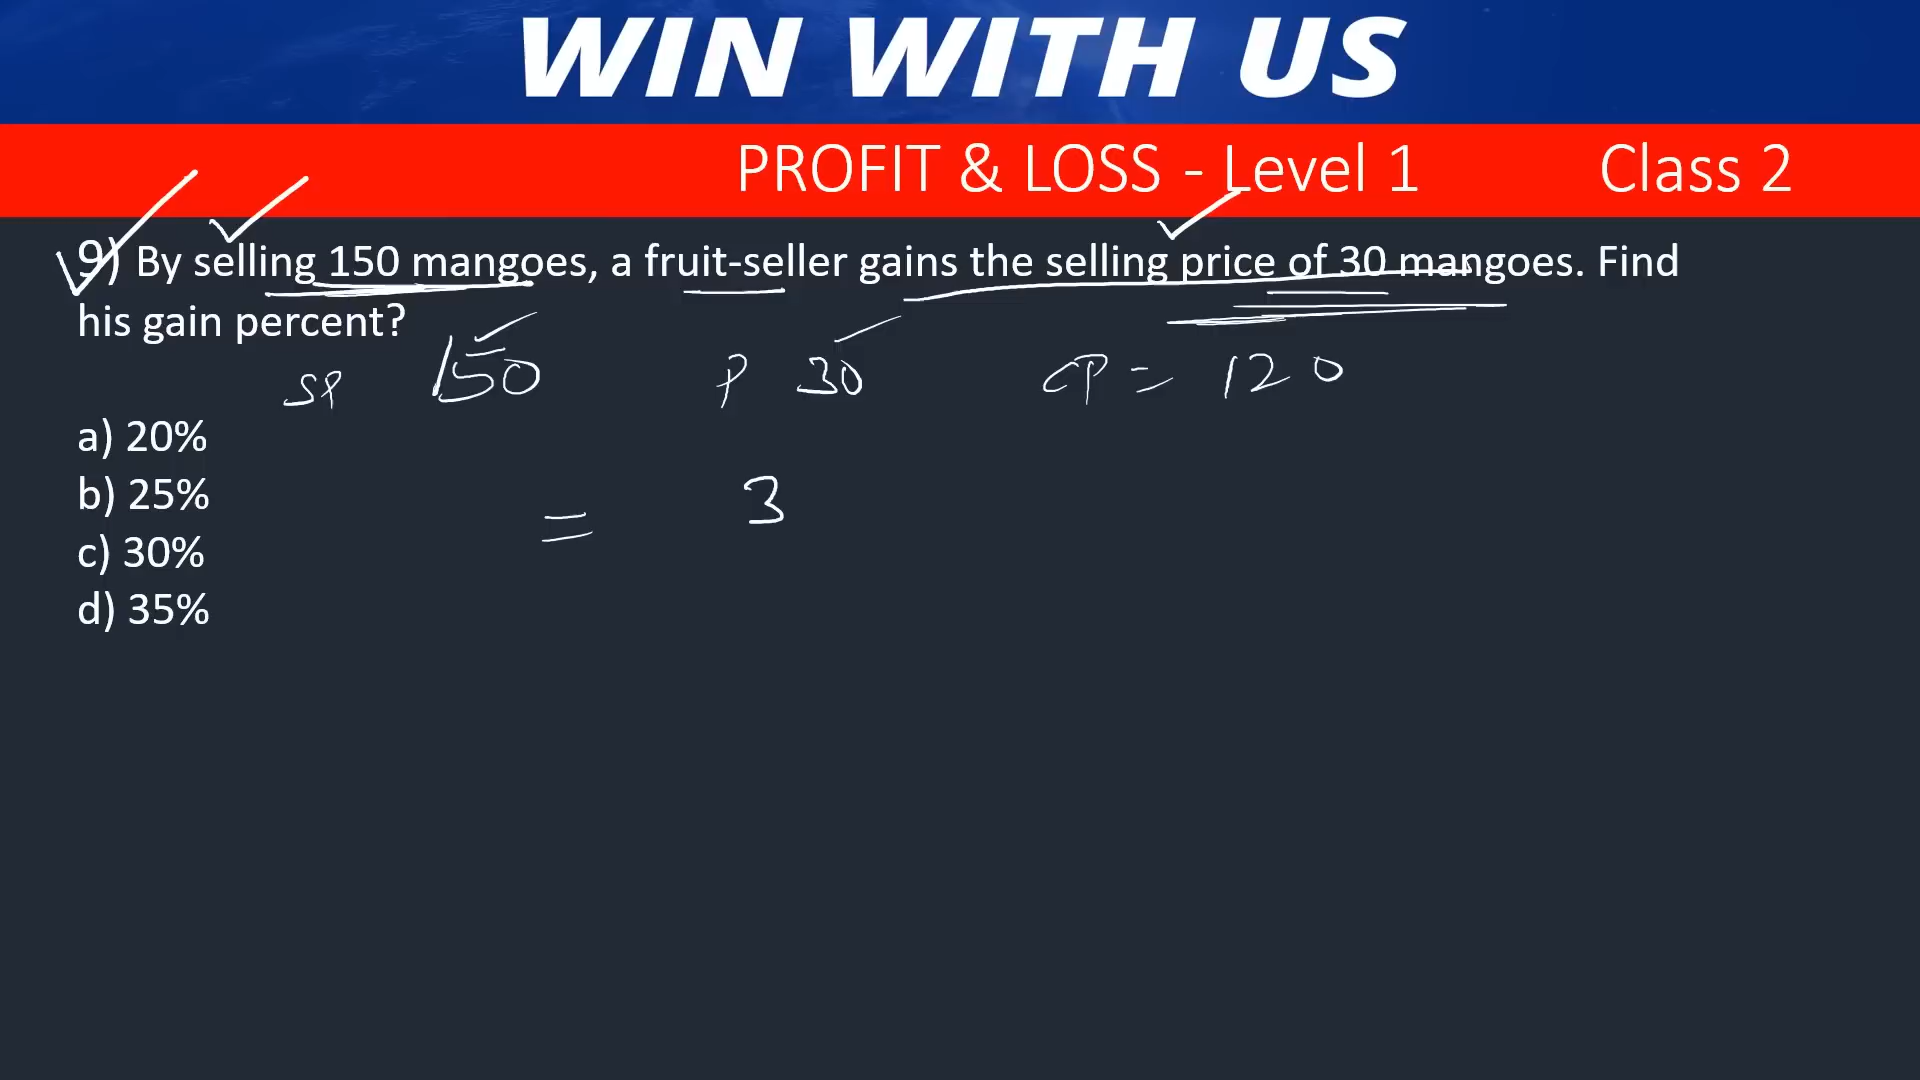 WIN WITH US
PROFIT & LOSS - Level 1 Class 2
9) By selling 150 mangoes, a fruit-seller gains the selling price of 30 mangoes. Find
his gain percent?
SP 150 P 30 CP = 120
a) 20%
b) 25%
= 3
c) 30%
d) 35%